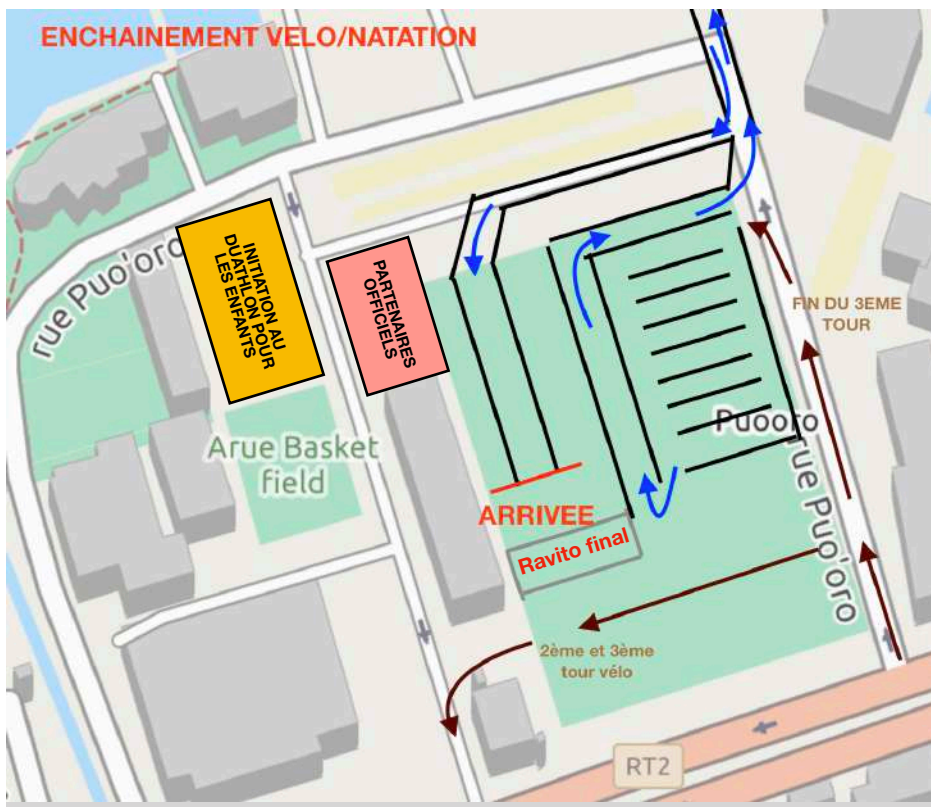 ENCHAINEMENT VELO/NATATION
rue Puo'oro
INITIATION AU
DUATHLON POUR
LES ENFANTS
PARTENAIRES
OFFICIELS
FIN DU 3EME
TOUR
Puooro
rue Puo'oro
Arue Basket
field
ARRIVEE
Ravito final
2ème et 3ème
tour vélo
RT2